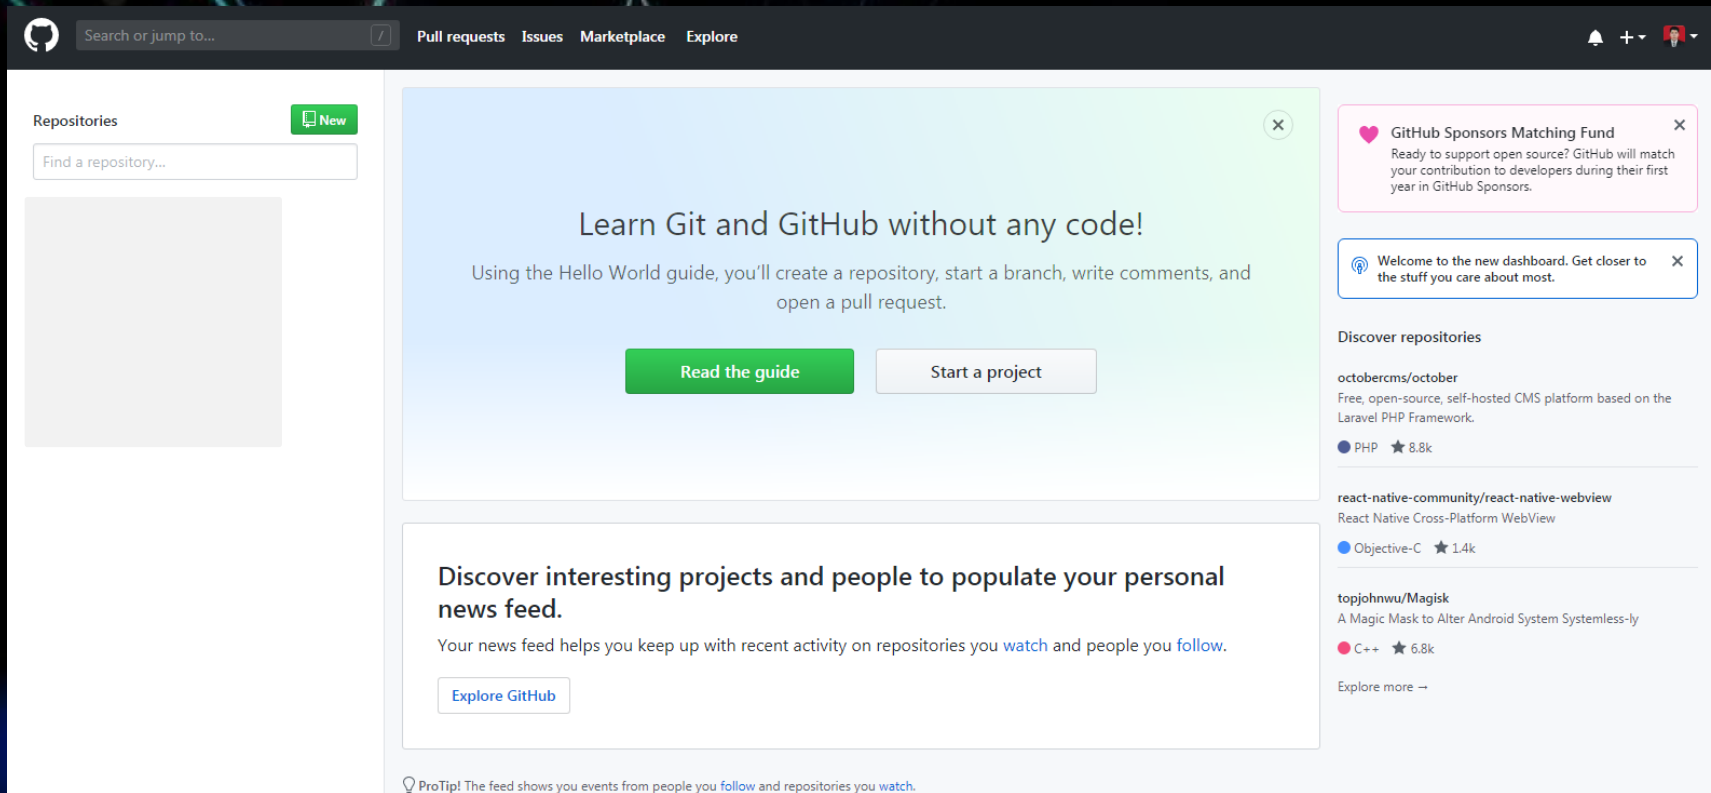 Search or jump to...
/
Pull requests
Issues
Marketplace
Explore
Repositories
New
Find a repository...
Learn Git and GitHub without any code!
Using the Hello World guide, you'll create a repository, start a branch, write comments, and
open a pull request.
Read the guide
Start a project
Discover interesting projects and people to populate your personal
news feed.
Your news feed helps you keep up with recent activity on repositories you watch and people you follow.
Explore GitHub
ProTip! The feed shows you events from people you follow and repositories you watch.
GitHub Sponsors Matching Fund
Ready to support open source? GitHub will match
your contribution to developers during their first
year in GitHub Sponsors.
Welcome to the new dashboard. Get closer to
the stuff you care about most.
Discover repositories
octobercms/october
Free, open-source, self-hosted CMS platform based on the
Laravel PHP Framework.
PHP 8.8k
react-native-community/react-native-webview
React Native Cross-Platform WebView
Objective-C 1.4k
topjohnwu/Magisk
A Magic Mask to Alter Android System Systemless-ly
C++ 6.8k
Explore more →